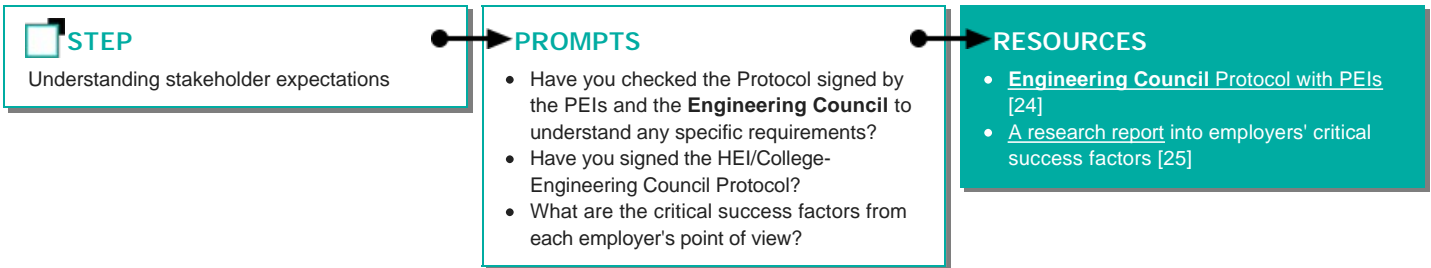 STEP
Understanding stakeholder expectations
PROMPTS
• Have you checked the Protocol signed by
the PEIs and the Engineering Council to
understand any specific requirements?
• Have you signed the HEI/College-
Engineering Council Protocol?
• What are the critical success factors from
each employer's point of view?
RESOURCES
• Engineering Council Protocol with PEIs
[24]
• A research report into employers' critical
success factors [25]